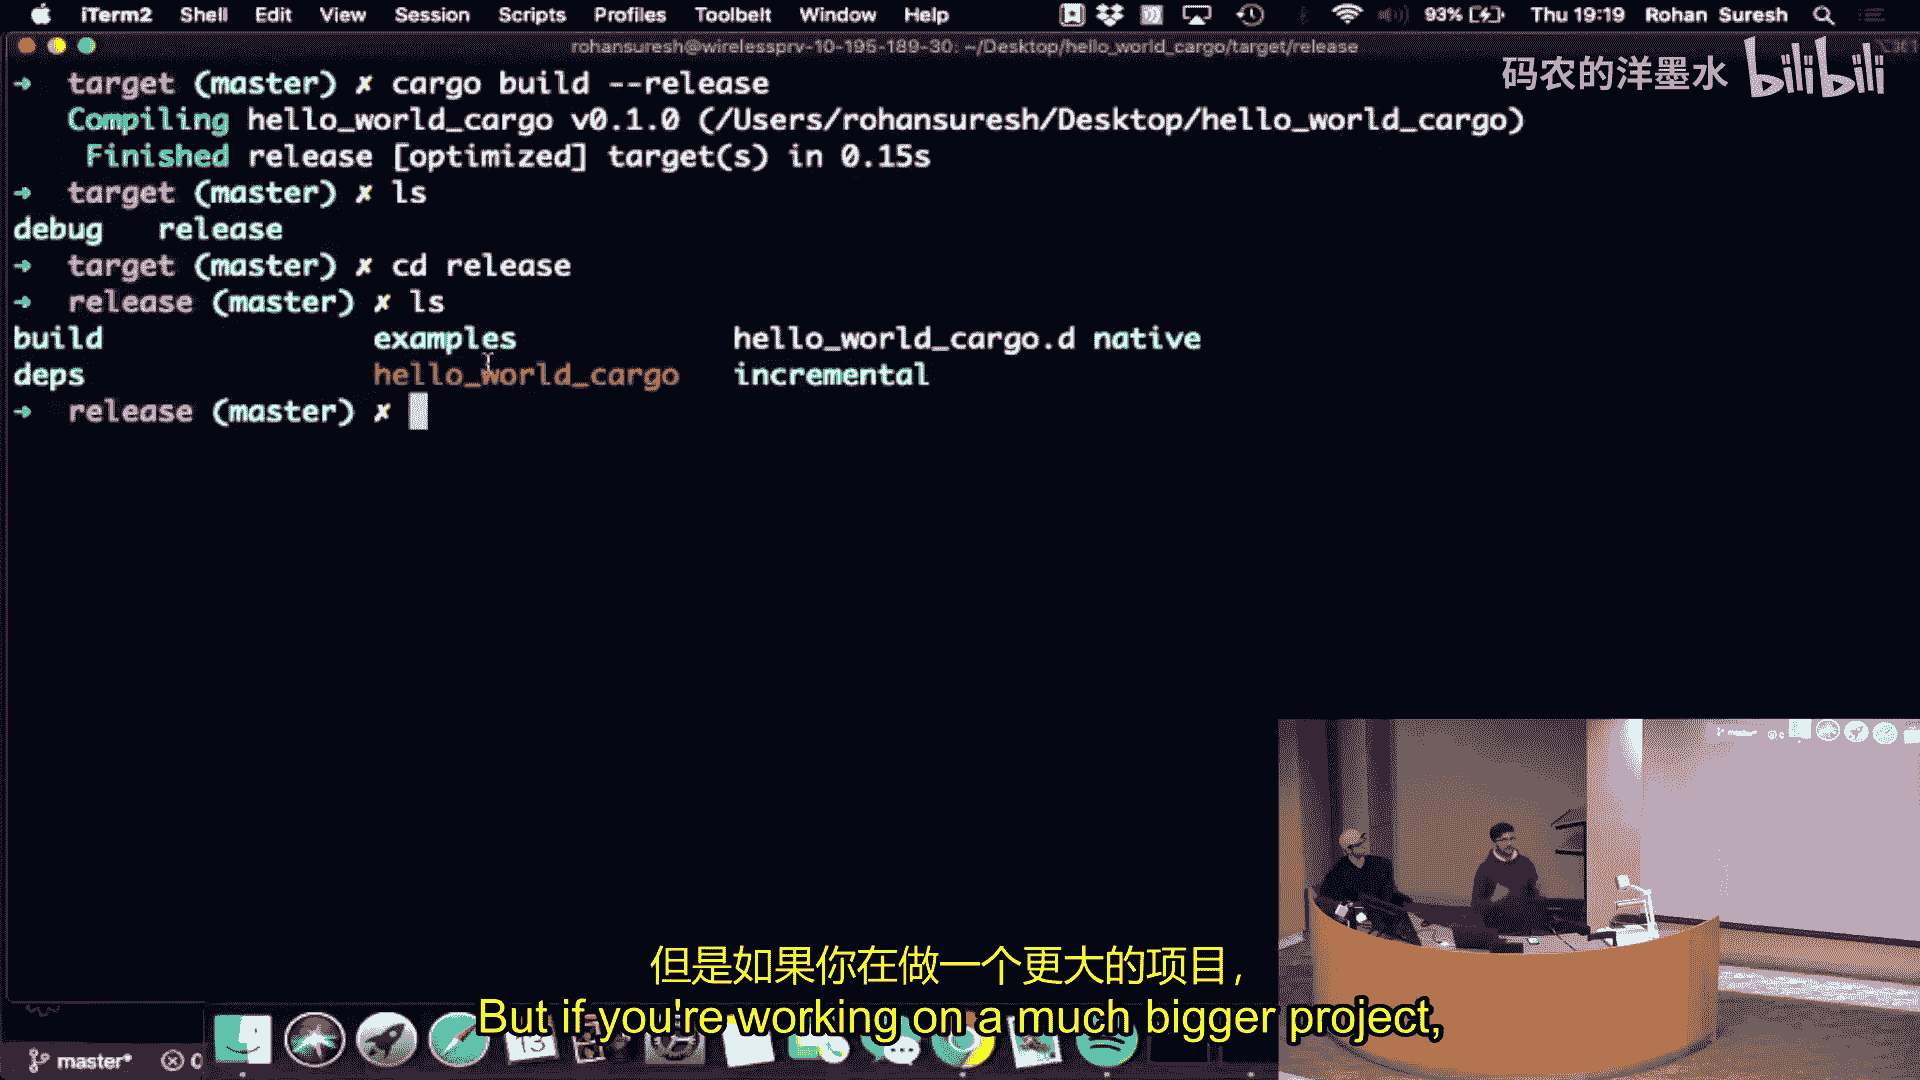 iTerm2 Shell Edit View Session Scripts Profiles Toolbelt Window Help 93% Thu 19:19 Rohan Suresh
rohansuresh@wirelessprv-10-195-189-30: ~/Desktop/hello_world_cargo/target/release
码农的洋墨水 bilibili
➜ target (master) ✗ cargo build --release
Compiling hello_world_cargo v0.1.0 (/Users/rohansuresh/Desktop/hello_world_cargo)
Finished release [optimized] target(s) in 0.15s
➜ target (master) ✗ ls
debug release
➜ target (master) ✗ cd release
➜ release (master) ✗ ls
build examples hello_world_cargo.d native
deps hello_world_cargo incremental
➜ release (master) ✗
但是如果你在做一个更大的项目，
But if you're working on a much bigger project,
13
master* 0